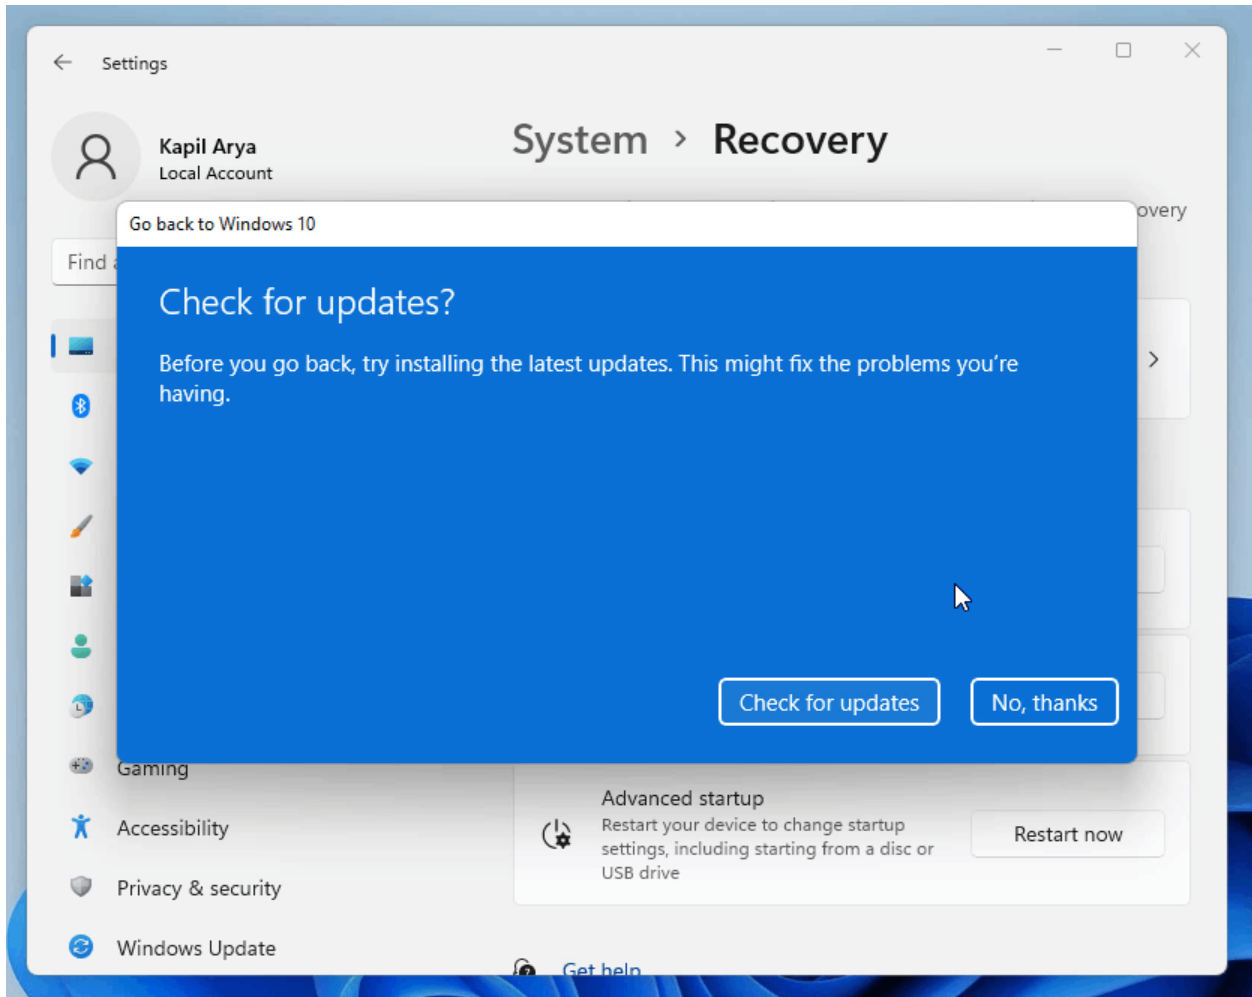 Settings
Kapil Arya
Local Account
System > Recovery
overy
Find
Go back to Windows 10
Check for updates?
Before you go back, try installing the latest updates. This might fix the problems you're
having.
Check for updates
No, thanks
Gaming
Accessibility
Privacy & security
Windows Update
Advanced startup
Restart your device to change startup
settings, including starting from a disc or
USB drive
Restart now
Get help